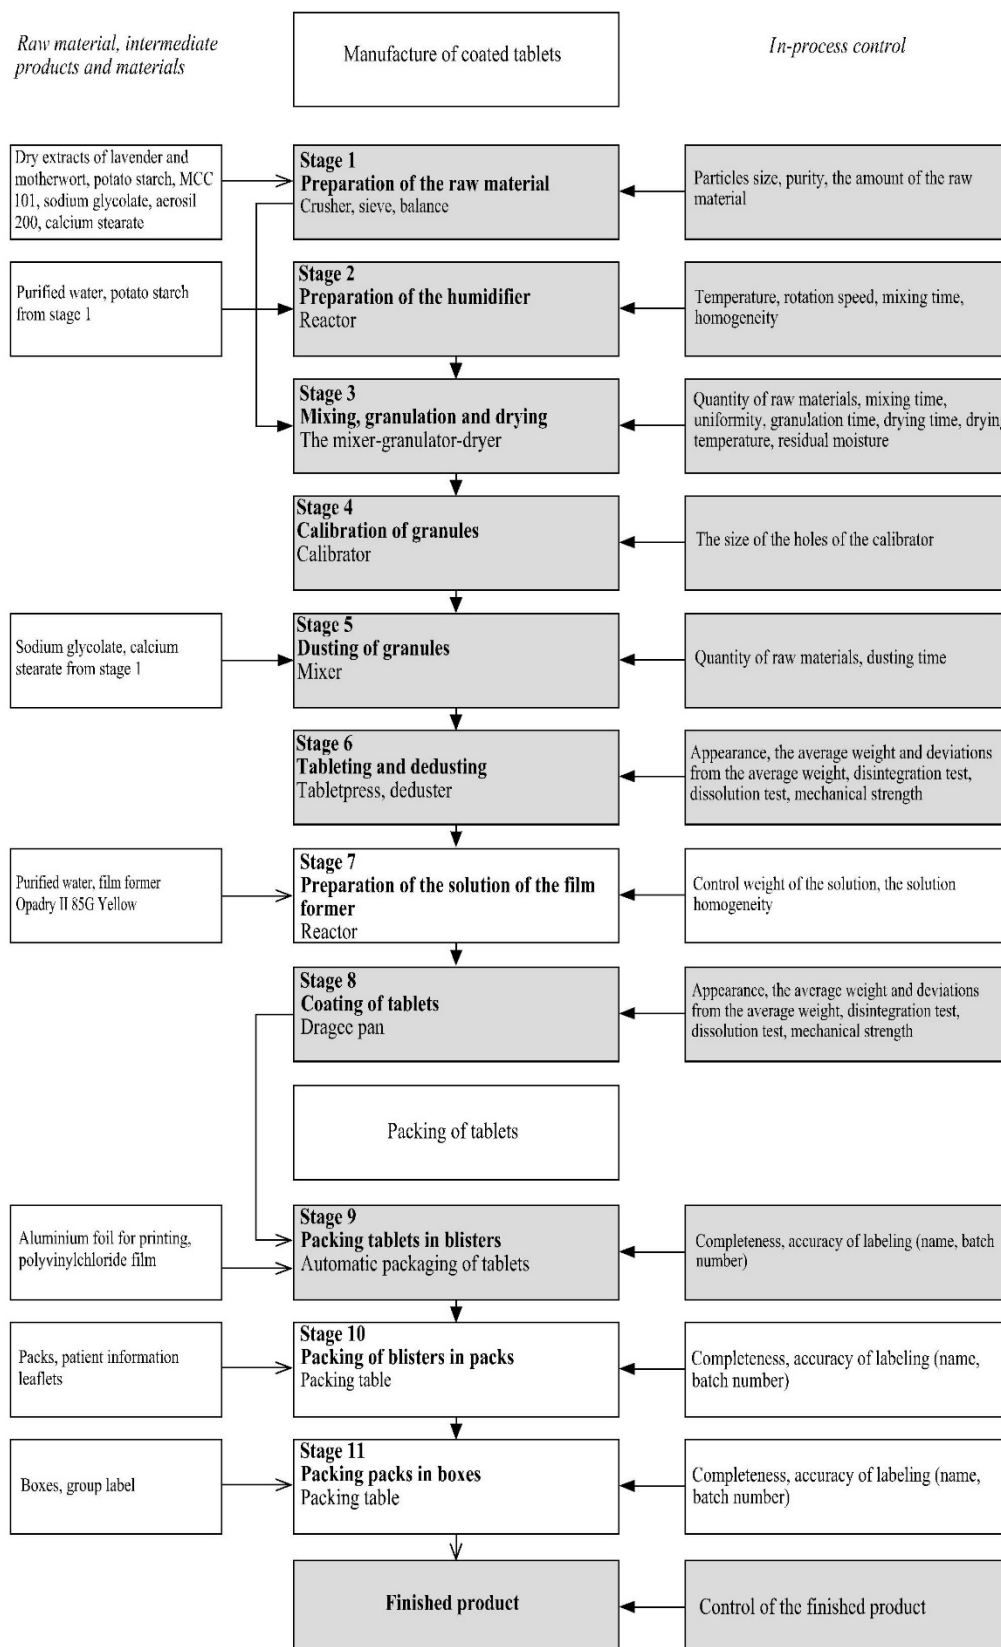 Raw material, intermediate
products and materials
Manufacture of coated tablets
In-process control
Dry extracts of lavender and
motherwort, potato starch, MCC
101, sodium glycolate, aerosil
200, calcium stearate
Stage 1
Preparation of the raw material
Crusher, sieve, balance
Particles size, purity, the amount of the raw
material
Purified water, potato starch
from stage 1
Stage 2
Preparation of the humidifier
Reactor
Temperature, rotation speed, mixing time,
homogeneity
Stage 3
Mixing, granulation and drying
The mixer-granulator-dryer
Quantity of raw materials, mixing time,
uniformity, granulation time, drying time, drying
temperature, residual moisture
Stage 4
Calibration of granules
Calibrator
The size of the holes of the calibrator
Sodium glycolate, calcium
stearate from stage 1
Stage 5
Dusting of granules
Mixer
Quantity of raw materials, dusting time
Stage 6
Tableting and dedusting
Tabletpress, deduster
Appearance, the average weight and deviations
from the average weight, disintegration test,
dissolution test, mechanical strength
Purified water, film former
Opadry II 85G Yellow
Stage 7
Preparation of the solution of the film
former
Reactor
Control weight of the solution, the solution
homogeneity
Stage 8
Coating of tablets
Dragee pan
Appearance, the average weight and deviations
from the average weight, disintegration test,
dissolution test, mechanical strength
Packing of tablets
Aluminium foil for printing,
polyvinylchloride film
Stage 9
Packing tablets in blisters
Automatic packaging of tablets
Completeness, accuracy of labeling (name, batch
number)
Packs, patient information
leaflets
Stage 10
Packing of blisters in packs
Packing table
Completeness, accuracy of labeling (name,
batch number)
Boxes, group label
Stage 11
Packing packs in boxes
Packing table
Completeness, accuracy of labeling (name,
batch number)
Finished product
Control of the finished product